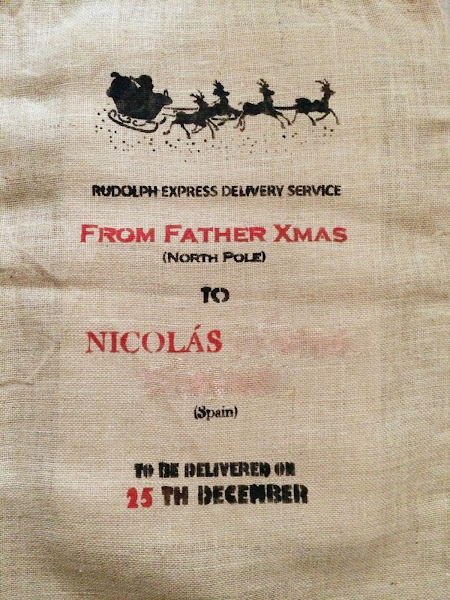 RUDOLPH EXPRESS DELIVERY SERVICE
FROM FATHER XMAS
(NORTH POLE)
TO
NICOLÁS
(Spain)
TO BE DELIVERED ON
25 TH DECEMBER